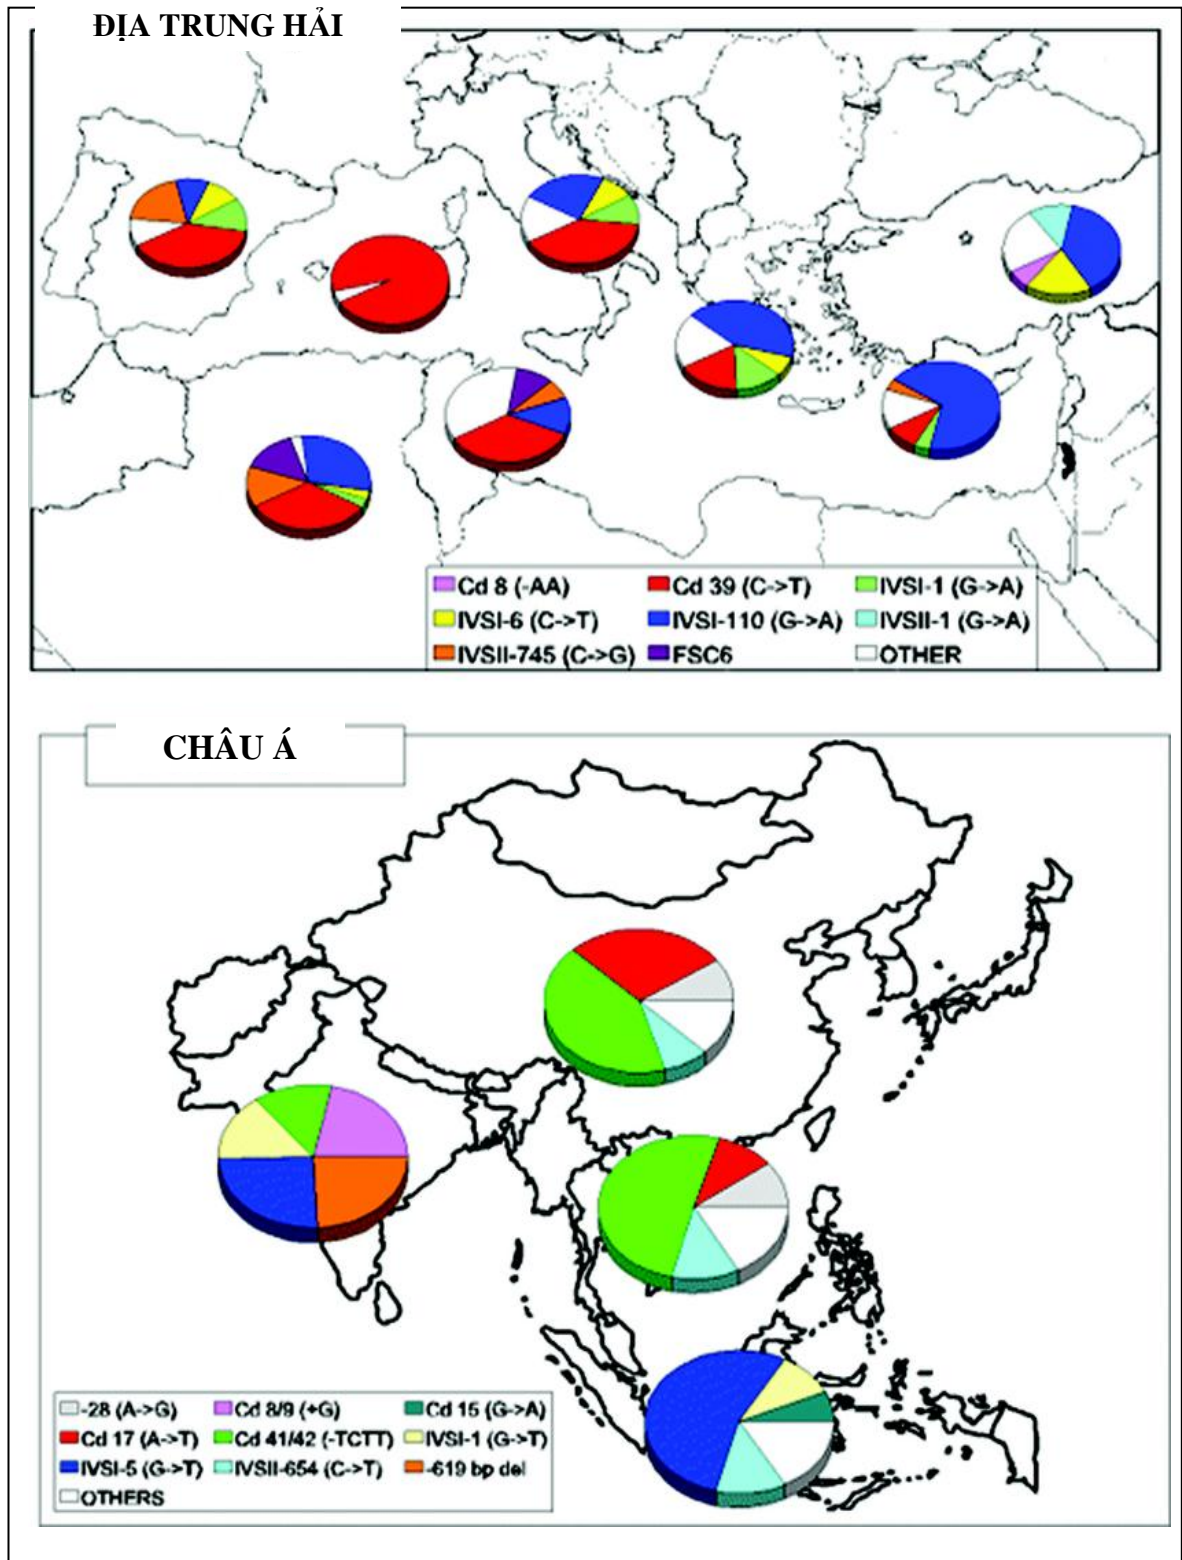 ĐỊA TRUNG HẢI
Cd 8 (-AA) Cd 39 (C->T) IVSI-1 (G->A)
IVSI-6 (C->T) IVSI-110 (G->A) IVSII-1 (G->A)
IVSII-745 (C->G) FSC6 OTHER
CHÂU Á
-28 (A->G) Cd 8/9 (+G) Cd 15 (G->A)
Cd 17 (A->T) Cd 41/42 (-TCTT) IVSI-1 (G->T)
IVSI-5 (G->T) IVSII-654 (C->T) -619 bp del
OTHERS